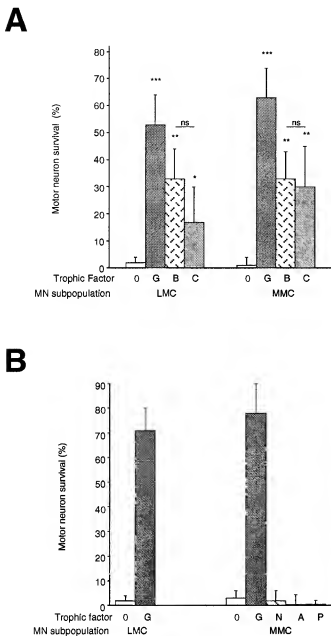 A
Motor neuron survival (%)
80
70
60
50
40
30
20
10
0
***
**
ns
*
***
**
ns
**
Trophic Factor 0 G B C 0 G B C
MN subpopulation LMC MMC
B
Motor neuron survival (%)
90
80
70
60
50
40
30
20
10
0
Trophic factor 0 G 0 G N A P
MN subpopulation LMC MMC